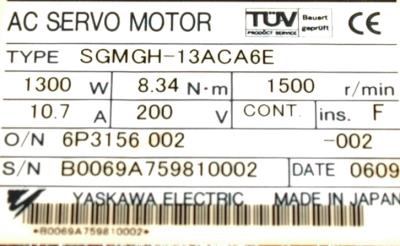 AC SERVO MOTOR TÜV PRODUCT SERVICE Bauart geprüft CE
TYPE SGMGH-13ACA6E
1300 W 8.34 N·m 1500 r/min
10.7 A 200 V CONT. ins. F
O/N 6P3156 002 -002
S/N B0069A759810002 DATE 0609
YASKAWA ELECTRIC MADE IN JAPAN
*B0069A759810002*